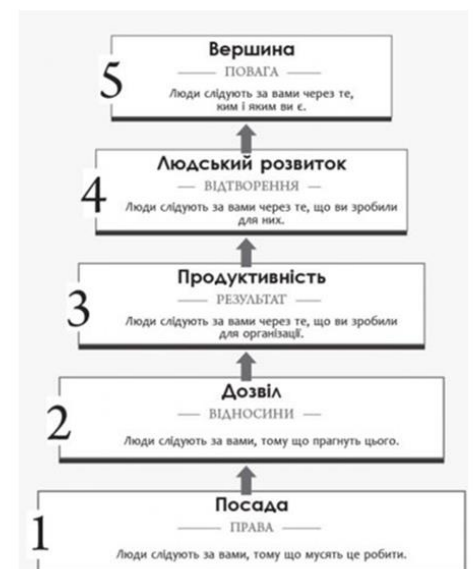 5
Вершина
ПОВАГА
Люди слідують за вами через те,
ким і яким ви є.
4
Людський розвиток
ВІДТВОРЕННЯ
Люди слідують за вами через те, що ви зробили
для них.
3
Продуктивність
РЕЗУЛЬТАТ
Люди слідують за вами через те, що ви зробили
для організації.
2
Дозвіл
ВІДНОСИНИ
Люди слідують за вами, тому що прагнуть цього.
1
Посада
ПРАВА
Люди слідують за вами, тому що мусять це робити.